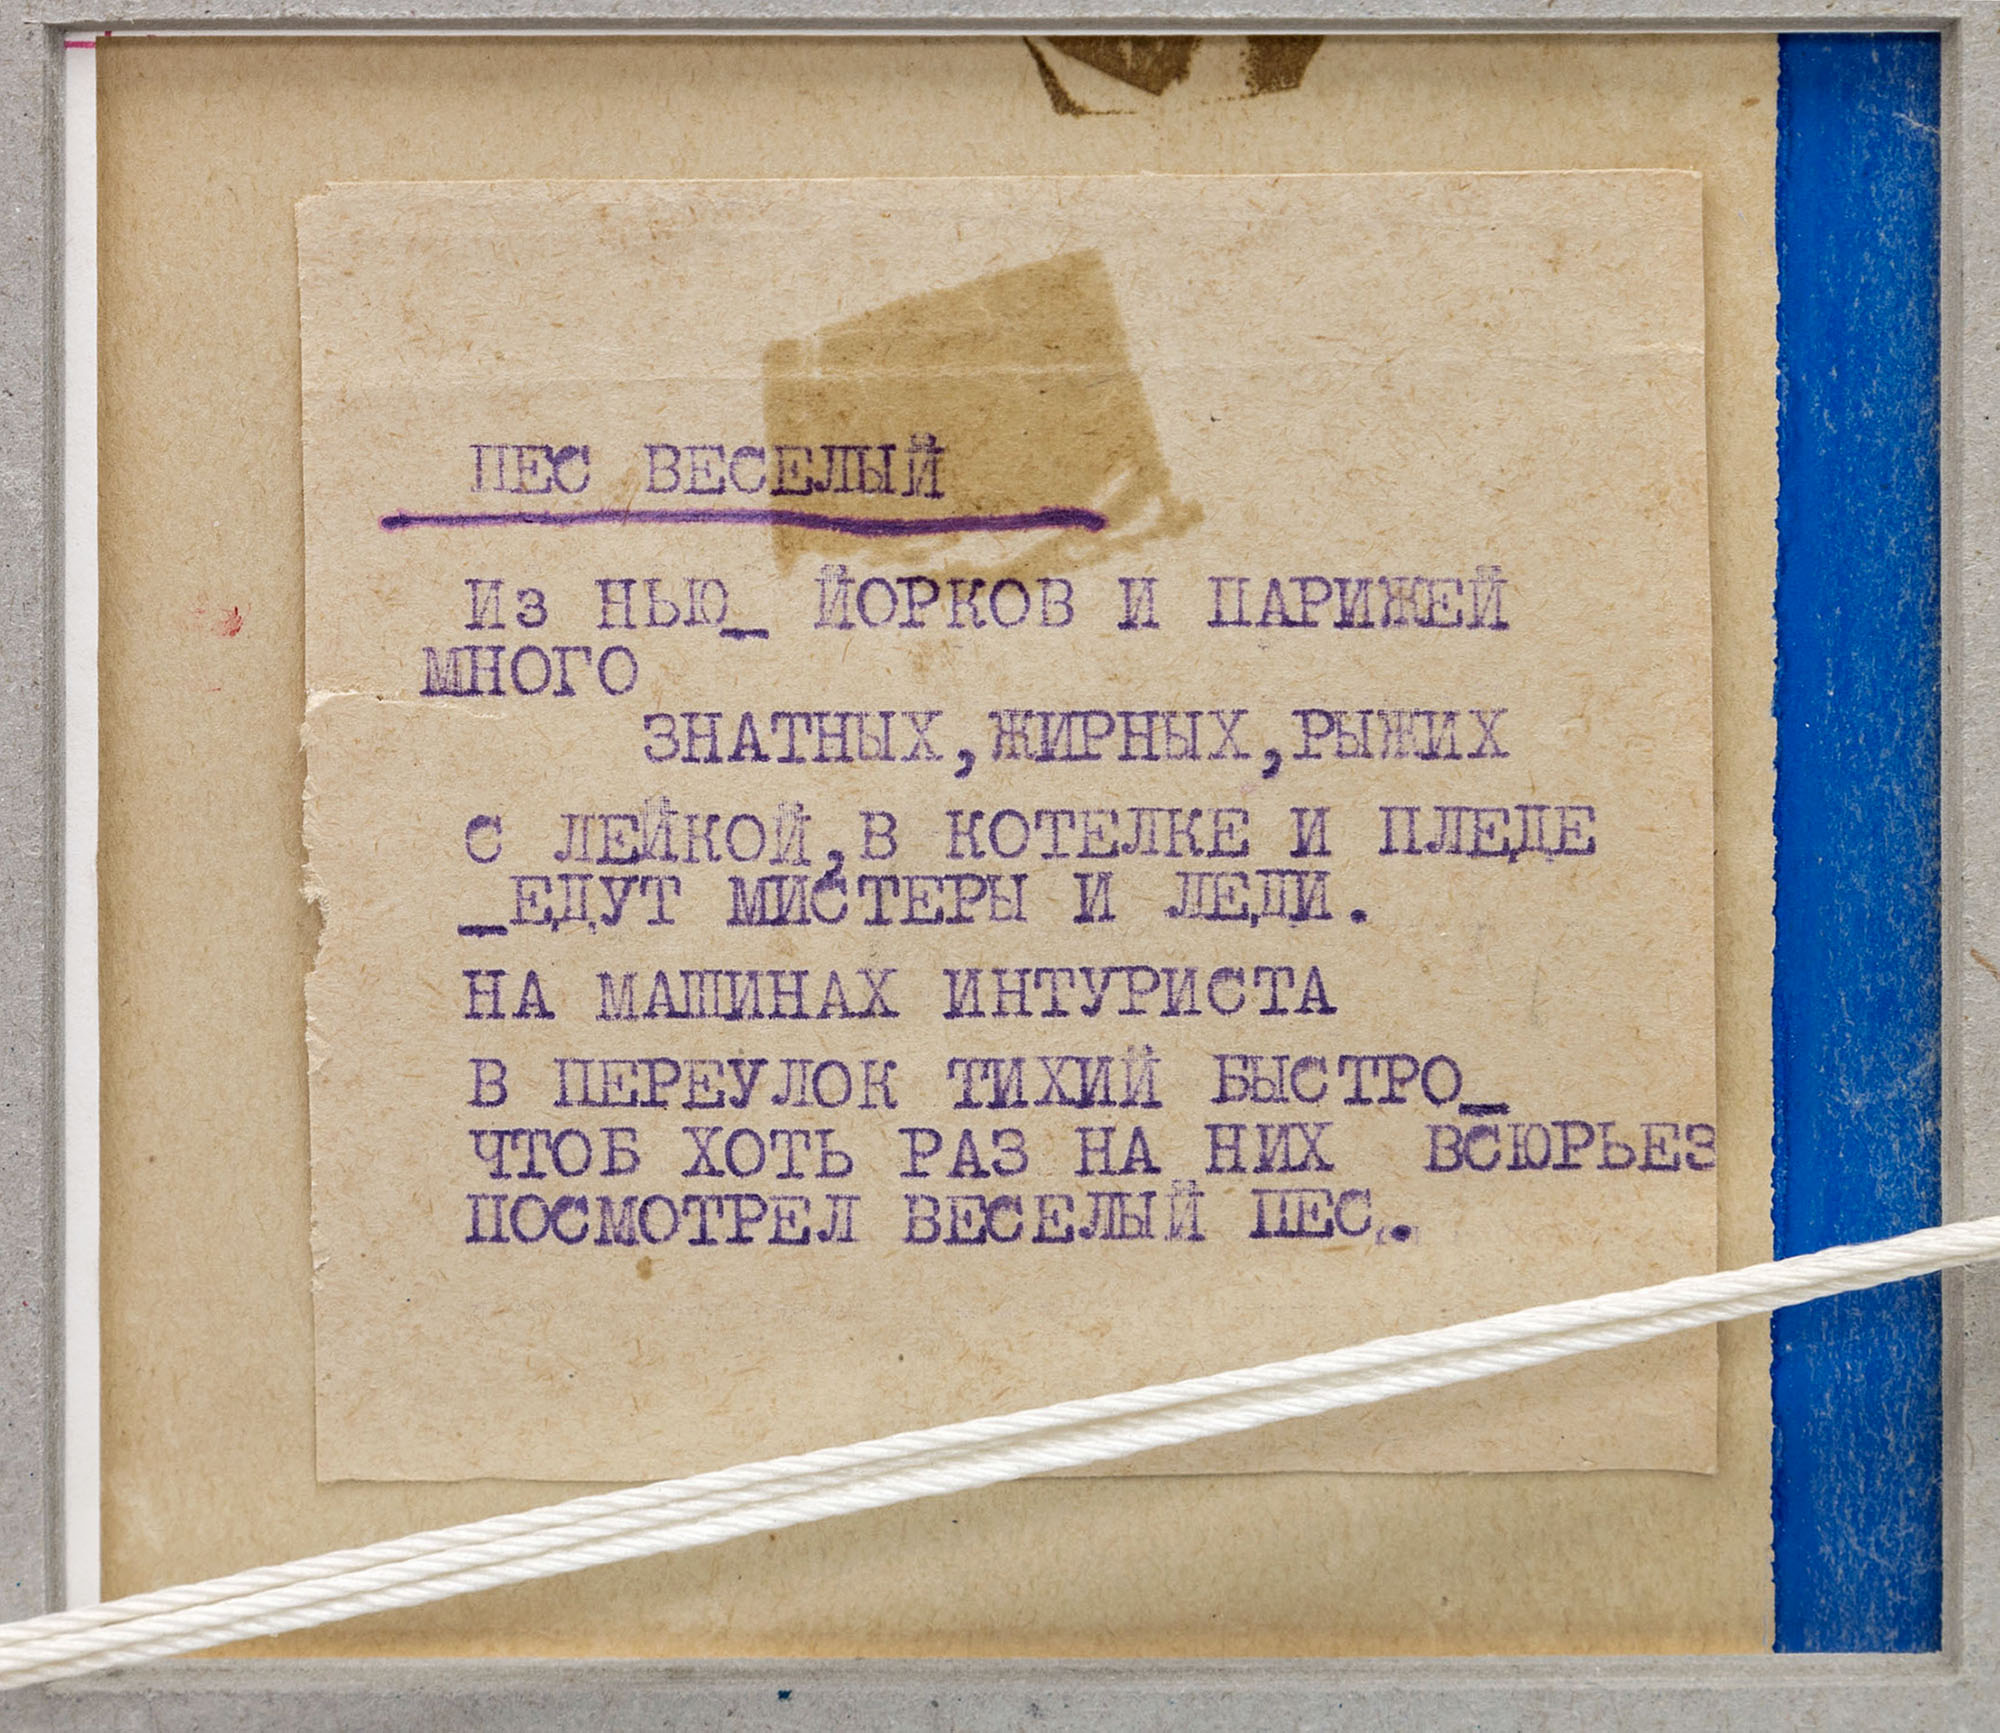 ПЕС ВЕСЕЛЫЙ
Из НЬЮ_ ЙОРКОВ И ПАРИЖЕЙ
МНОГО
ЗНАТНЫХ,ЖИРНЫХ,РЫЖИХ
С ЛЕЙКОЙ,В КОТЕЛКЕ И ПЛЕДЕ
_ЕДУТ МИСТЕРЫ И ЛЕДИ.
НА МАШИНАХ ИНТУРИСТА
В ПЕРЕУЛОК ТИХИЙ БЫСТРО_
ЧТОБ ХОТЬ РАЗ НА НИХ ВСЮРЬЕЗ
ПОСМОТРЕЛ ВЕСЕЛЫЙ ПЕС.